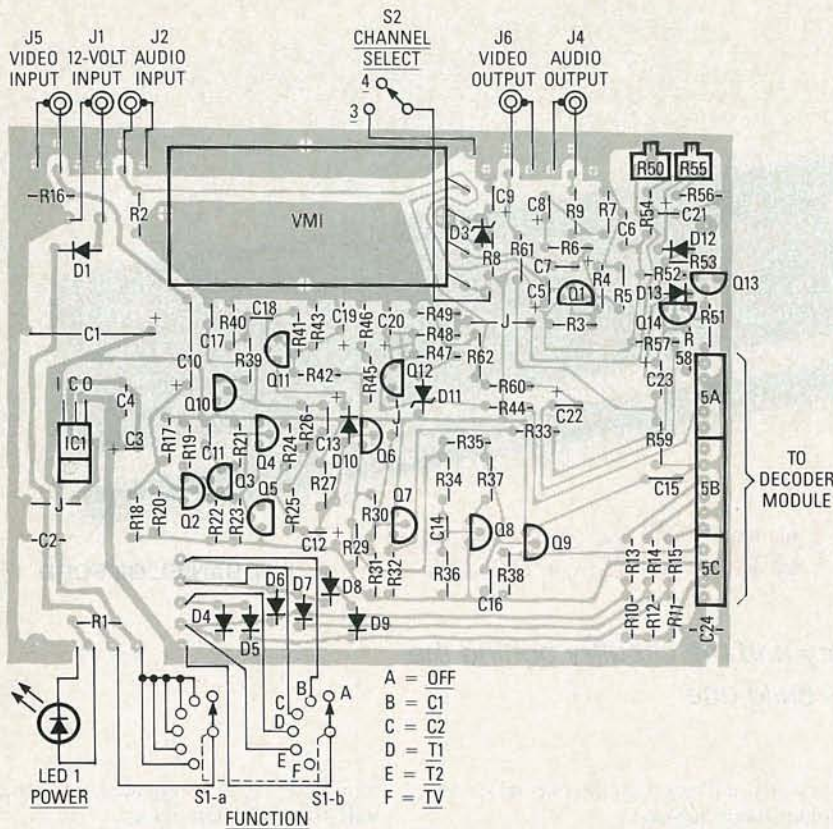 J5
VIDEO
INPUT
J1
12-VOLT
INPUT
J2
AUDIO
INPUT
S2
CHANNEL
SELECT
4
3
J6
VIDEO
OUTPUT
J4
AUDIO
OUTPUT
R16
R2
VMI
D3
C9
R8
C8
R61
R9
R6
C7
C5
Q1
R3
R7
C6
R4
R5
R50
R55
R54
R56
C21
D12
R53
R52
D13
Q13
Q14
R51
R57
R
58
D1
C1
C10
C17
R40
C18
R39
Q11
R41
R43
C19
R46
C20
R49
R48
R47
J
R62
R42
R45
Q12
D11
R60
R44
C22
C23
5A
I C O
IC1
C4
C3
Q10
R17
R19
C11
R21
Q4
R24
R26
C13
D10
Q6
J
R33
R35
R34
R37
R59
C15
5B
TO
DECODER
MODULE
J
C2
R18
R20
Q2
Q3
R22
R23
Q5
R25
R27
C12
R29
R30
Q7
R31
R32
C14
R36
Q8
C16
R38
Q9
R13
R14
R15
R10
R12
R11
5C
C24
R1
D4
D5
D6
D7
D8
D9
LED 1
POWER
S1-a
S1-b
FUNCTION
A
B
C
D
E
F
A = OFF
B = C1
C = C2
D = T1
E = T2
F = TV